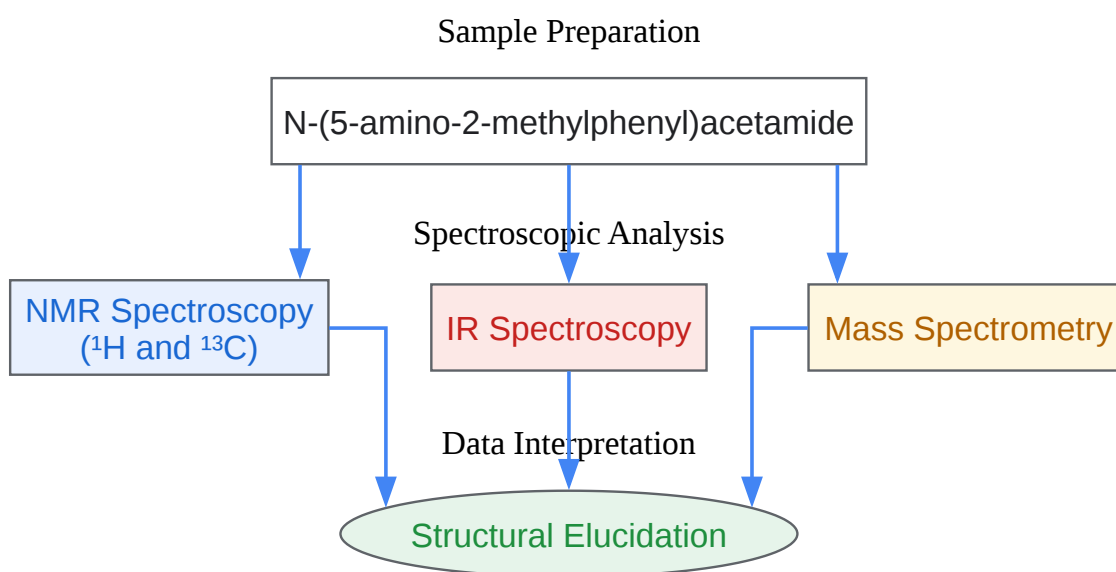 Sample Preparation
N-(5-amino-2-methylphenyl)acetamide
Spectroscopic Analysis
NMR Spectroscopy
(¹H and ¹³C)
IR Spectroscopy
Mass Spectrometry
Data Interpretation
Structural Elucidation